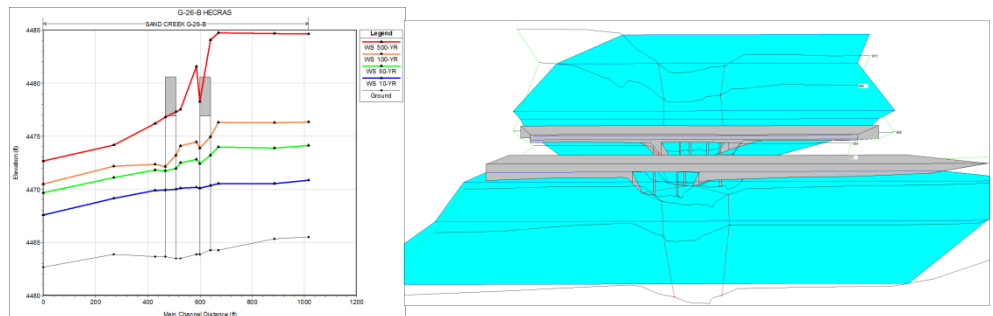 G-26-B HECRAS
SAND CREEK G-26-B
Legend
WS 500-YR
WS 100-YR
WS 50-YR
WS 10-YR
Ground
Elevation (ft)
4485
4480
4475
4470
4465
4460
0
200
400
600
800
1000
1200
Main Channel Distance (ft)